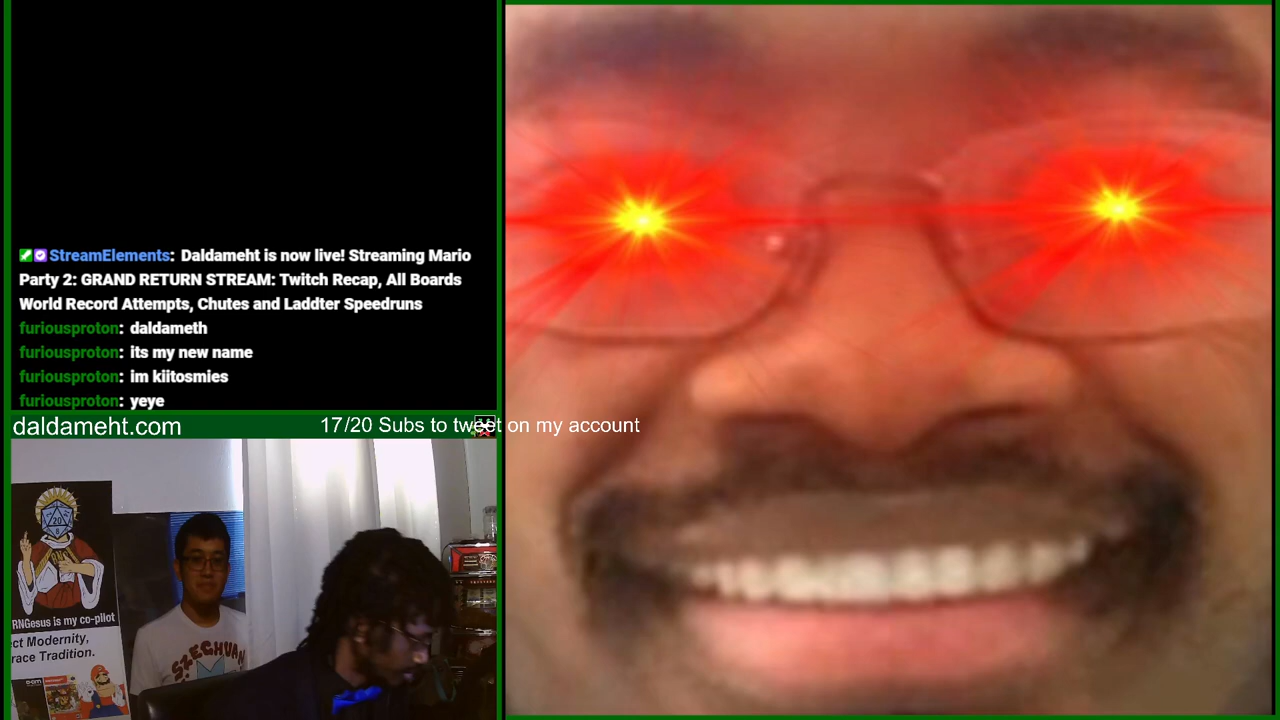 StreamElements: Daldameht is now live! Streaming Mario
Party 2: GRAND RETURN STREAM: Twitch Recap, All Boards
World Record Attempts, Chutes and Laddter Speedruns
furiousproton: daldameth
furiousproton: its my new name
furiousproton: im kiitosmies
furiousproton: yeye
daldameht.com
17/20 Subs to tweet on my account
20
8
RNGesus is my co-pilot
ct Modernity,
race Tradition.
SZECHUAN